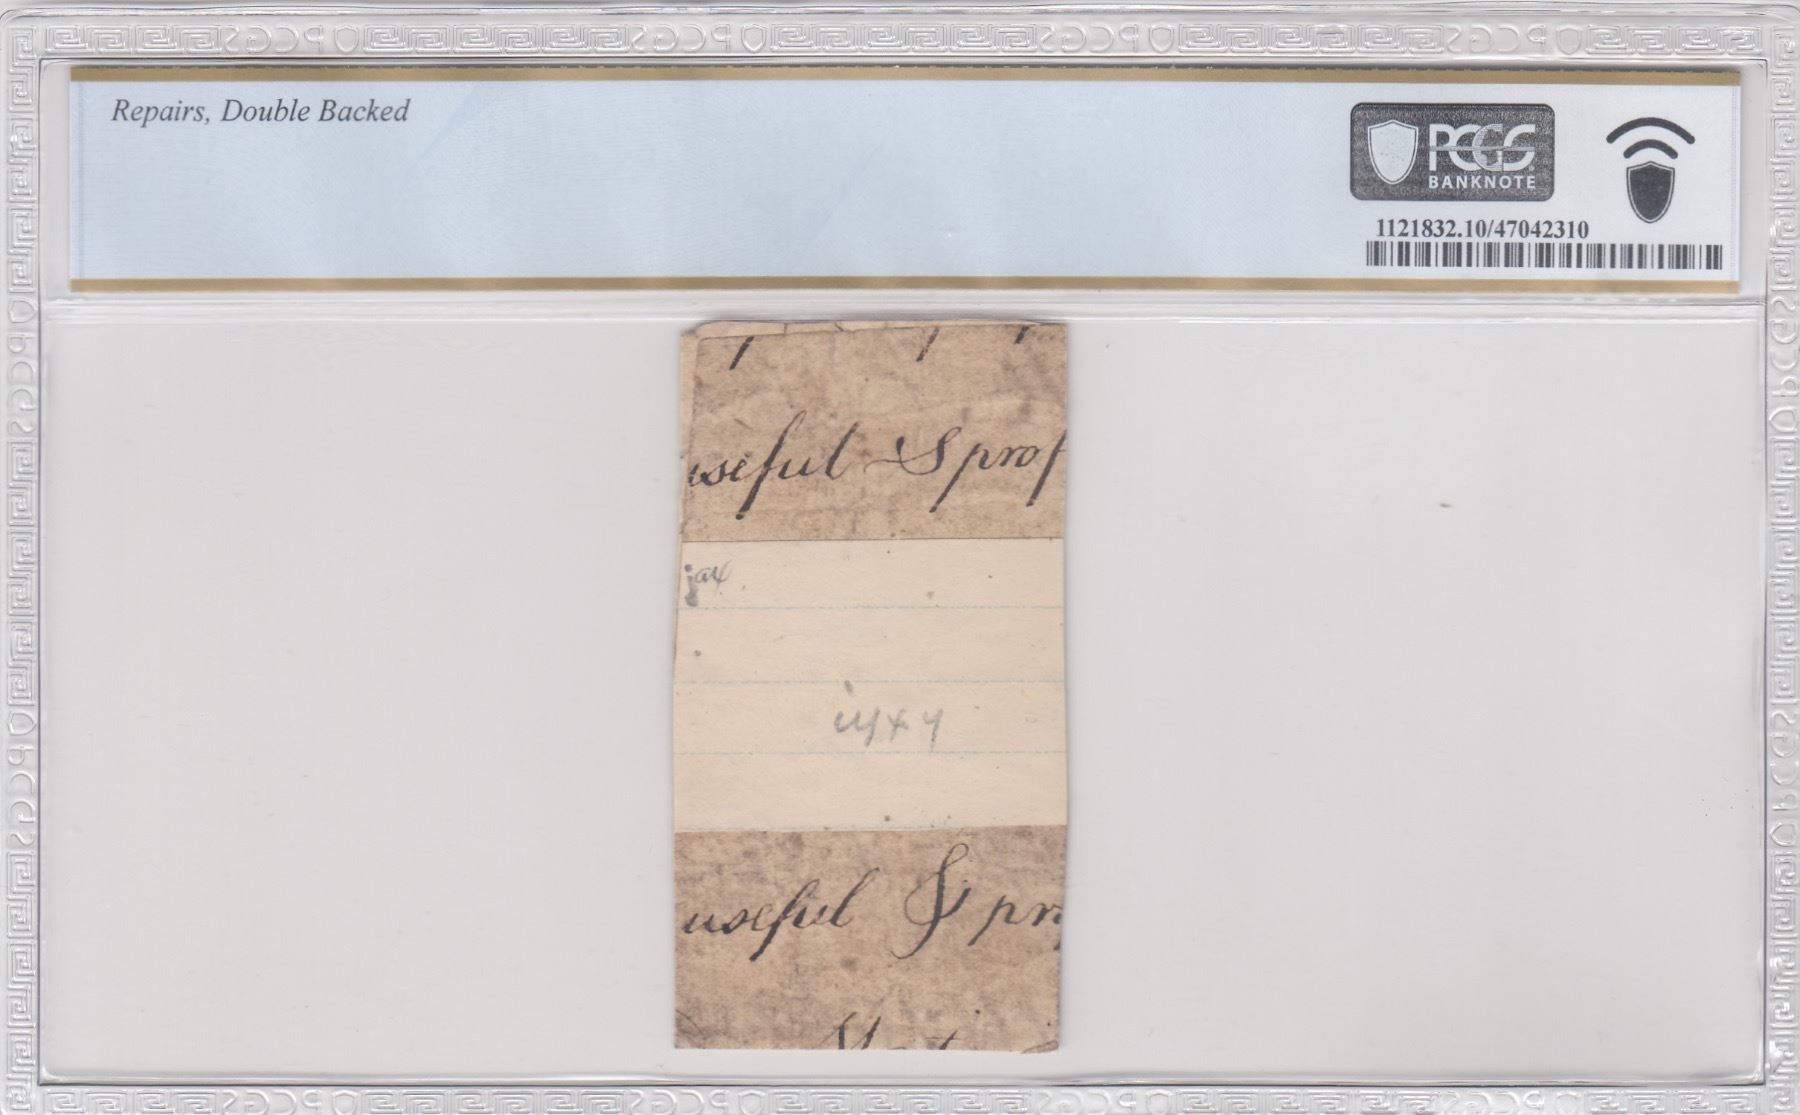 Repairs, Double Backed
PCGS
BANKNOTE
1121832.10/47042310
useful & prof
useful & pro